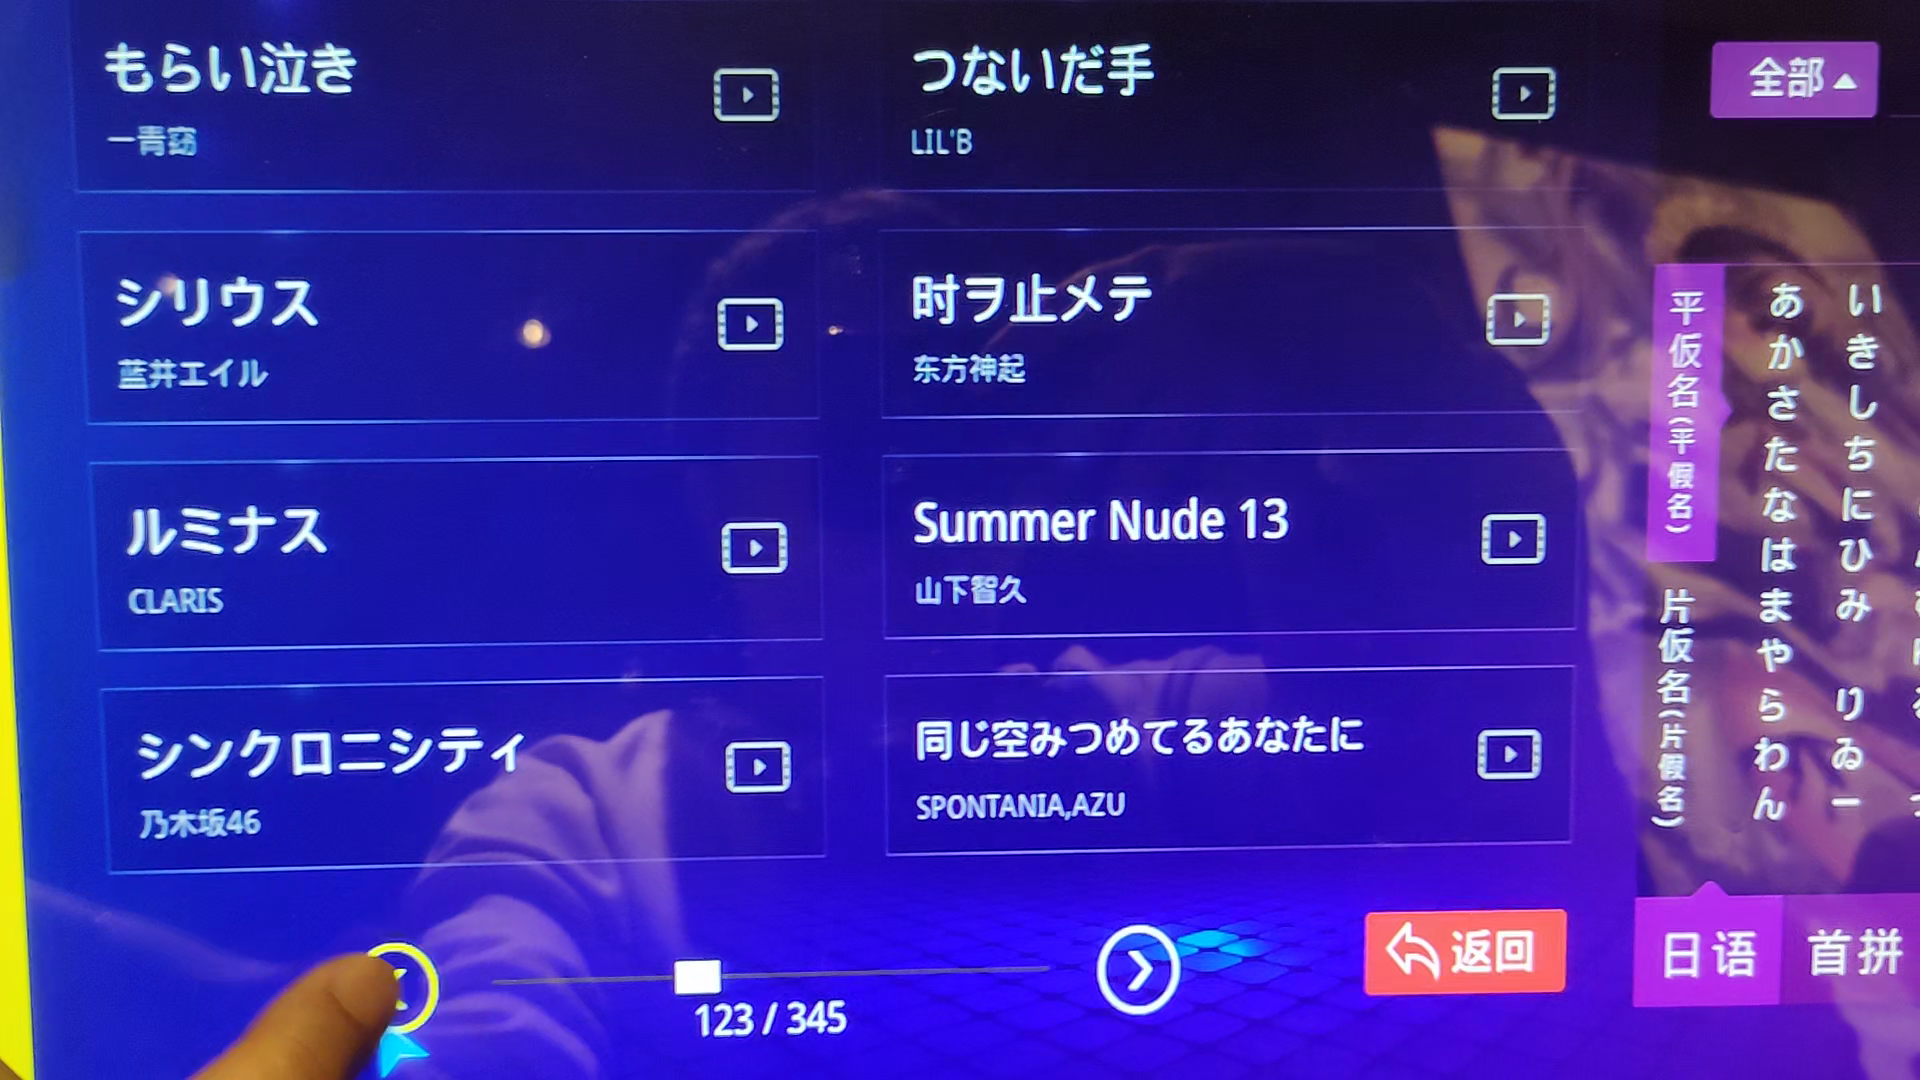 もらい泣き
一青窈
つないだ手
LIL'B
シリウス
蓝井エイル
时ヲ止メテ
东方神起
ルミナス
CLARIS
Summer Nude 13
山下智久
シンクロニシティ
乃木坂46
同じ空みつめてるあなたに
SPONTANIA,AZU
123 / 345
返回
全部
平仮名(平假名)
片仮名(片假名)
あかさたなはまやらわん
いきしちにひみ りゐー
日语
首拼